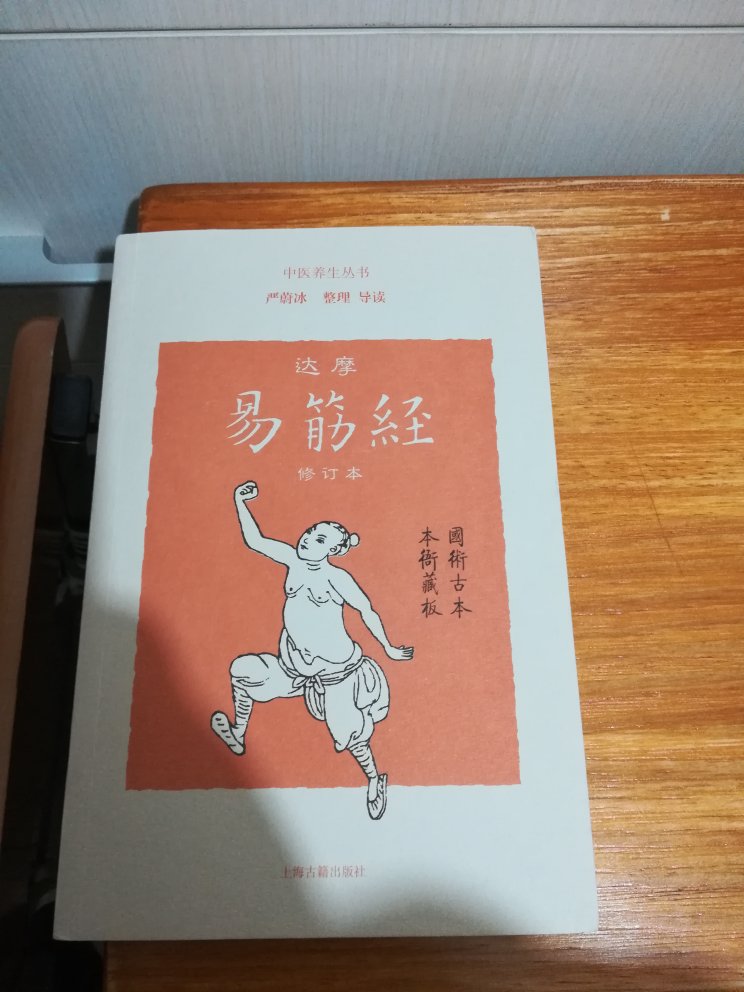 中医养生丛书
严蔚冰 整理 导读
达摩
易筋経
修订本
國術古本
本衙藏板
上海古籍出版社